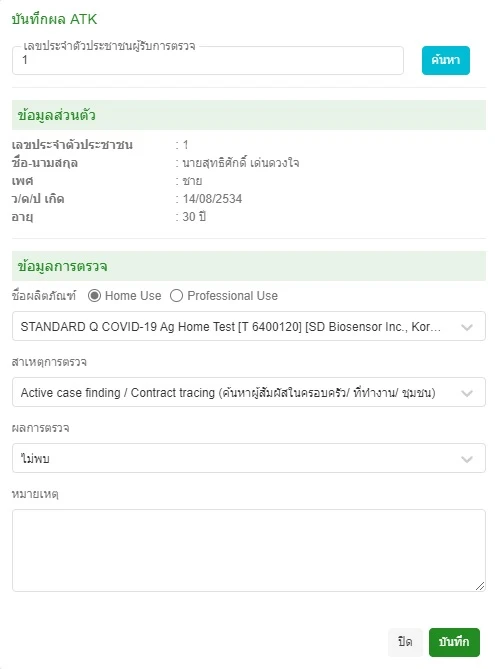 บันทึกผล ATK
เลขประจำตัวประชาชนผู้รับการตรวจ
1
ค้นหา
ข้อมูลส่วนตัว
เลขประจำตัวประชาชน : 1
ชื่อ-นามสกุล : นายสุทธิศักดิ์ เด่นดวงใจ
เพศ : ชาย
ว/ด/ป เกิด : 14/08/2534
อายุ : 30 ปี
ข้อมูลการตรวจ
ชื่อผลิตภัณฑ์ Home Use Professional Use
STANDARD Q COVID-19 Ag Home Test [T 6400120] [SD Biosensor Inc., Kor...
สาเหตุการตรวจ
Active case finding / Contract tracing (ค้นหาผู้สัมผัสในครอบครัว/ ที่ทำงาน/ ชุมชน)
ผลการตรวจ
ไม่พบ
หมายเหตุ
ปิด บันทึก